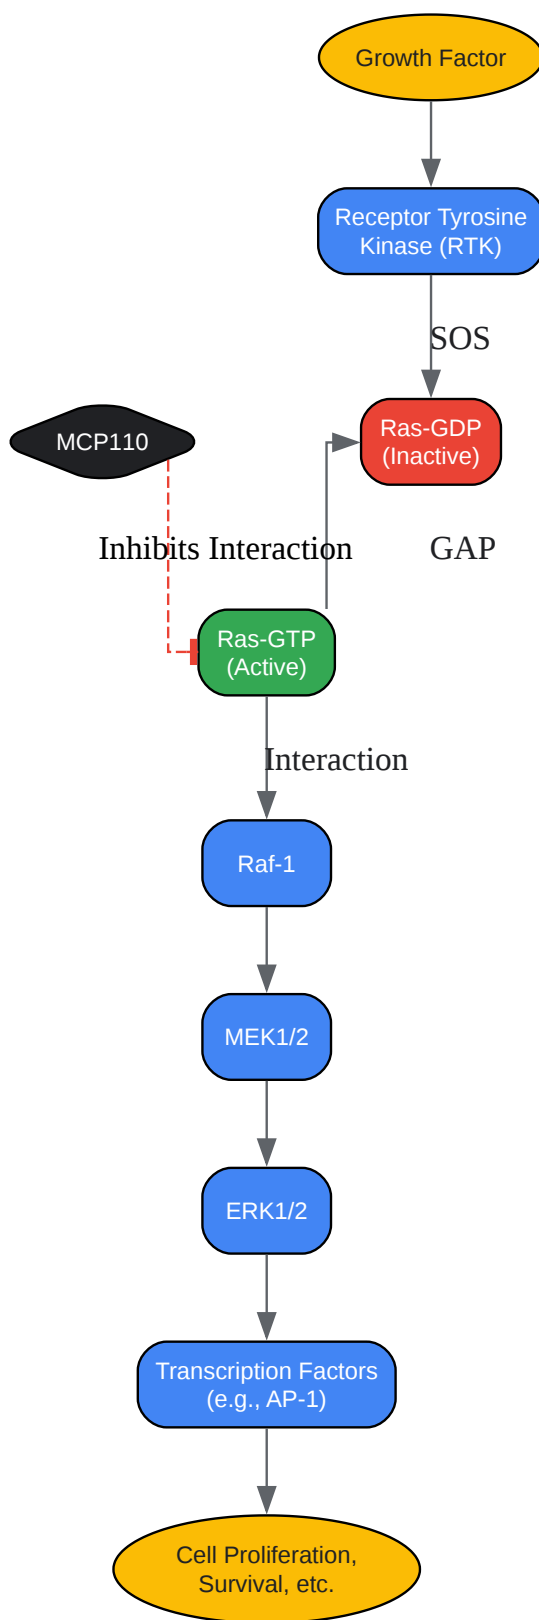 Growth Factor
Receptor Tyrosine
Kinase (RTK)
SOS
MCP110
Ras-GDP
(Inactive)
Inhibits Interaction
GAP
Ras-GTP
(Active)
Interaction
Raf-1
MEK1/2
ERK1/2
Transcription Factors
(e.g., AP-1)
Cell Proliferation,
Survival, etc.